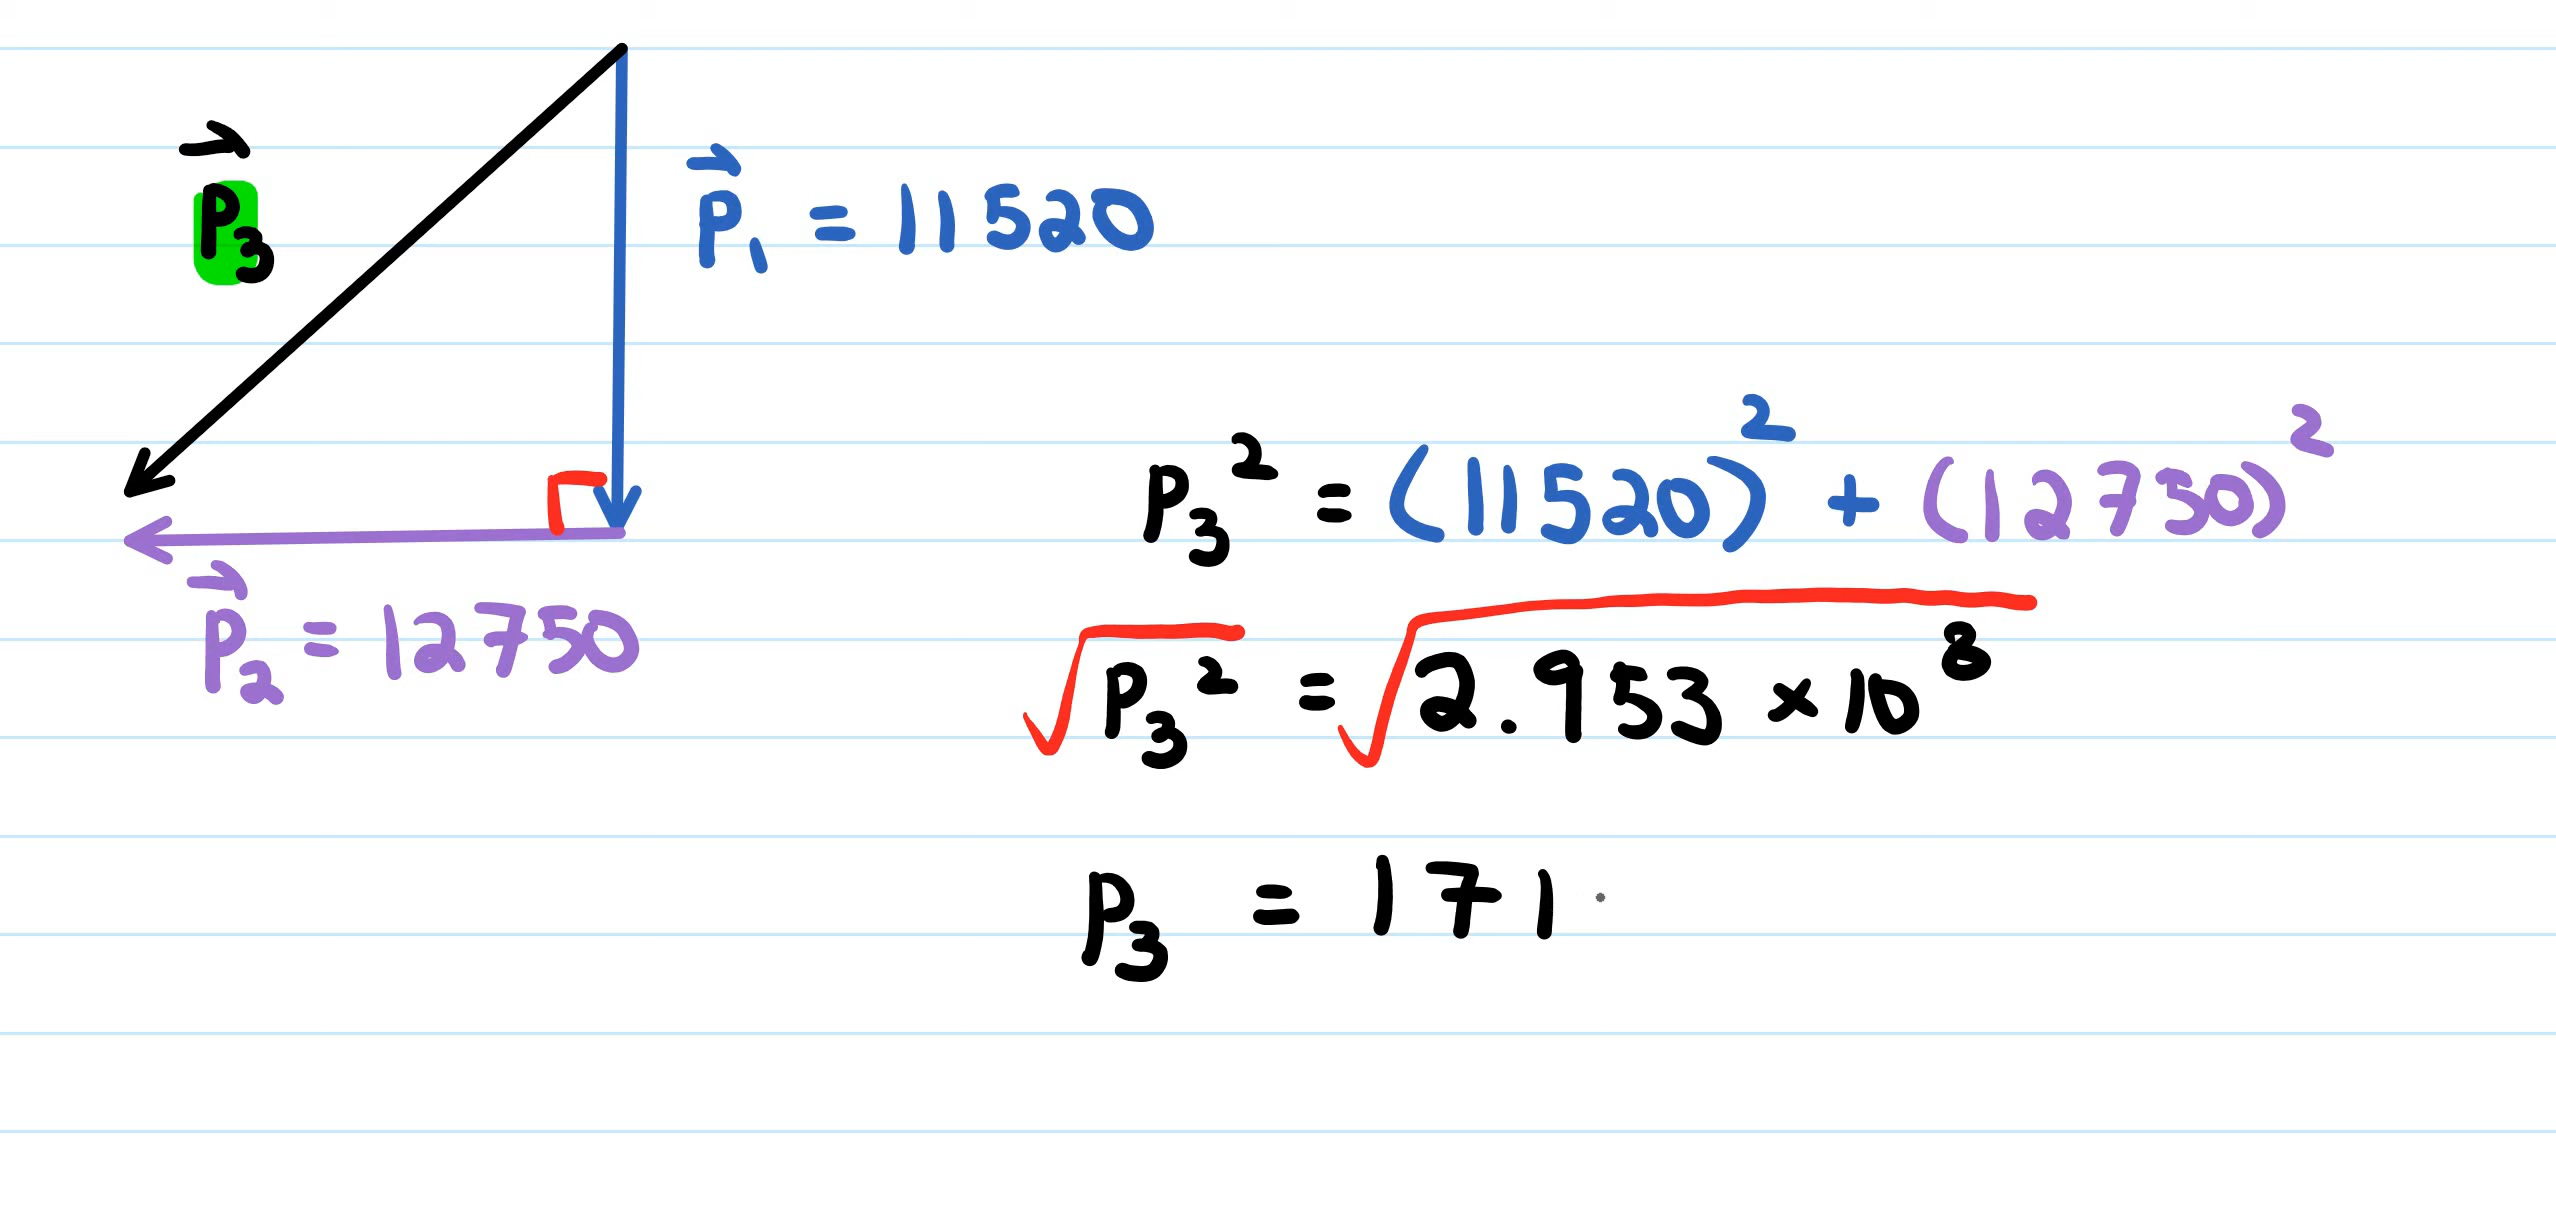 p⃗₃
p⃗₁ = 11520
p⃗₂ = 12750
p₃² = (11520)² + (12750)²
√p₃² = √2.953 × 10⁸
p₃ = 171